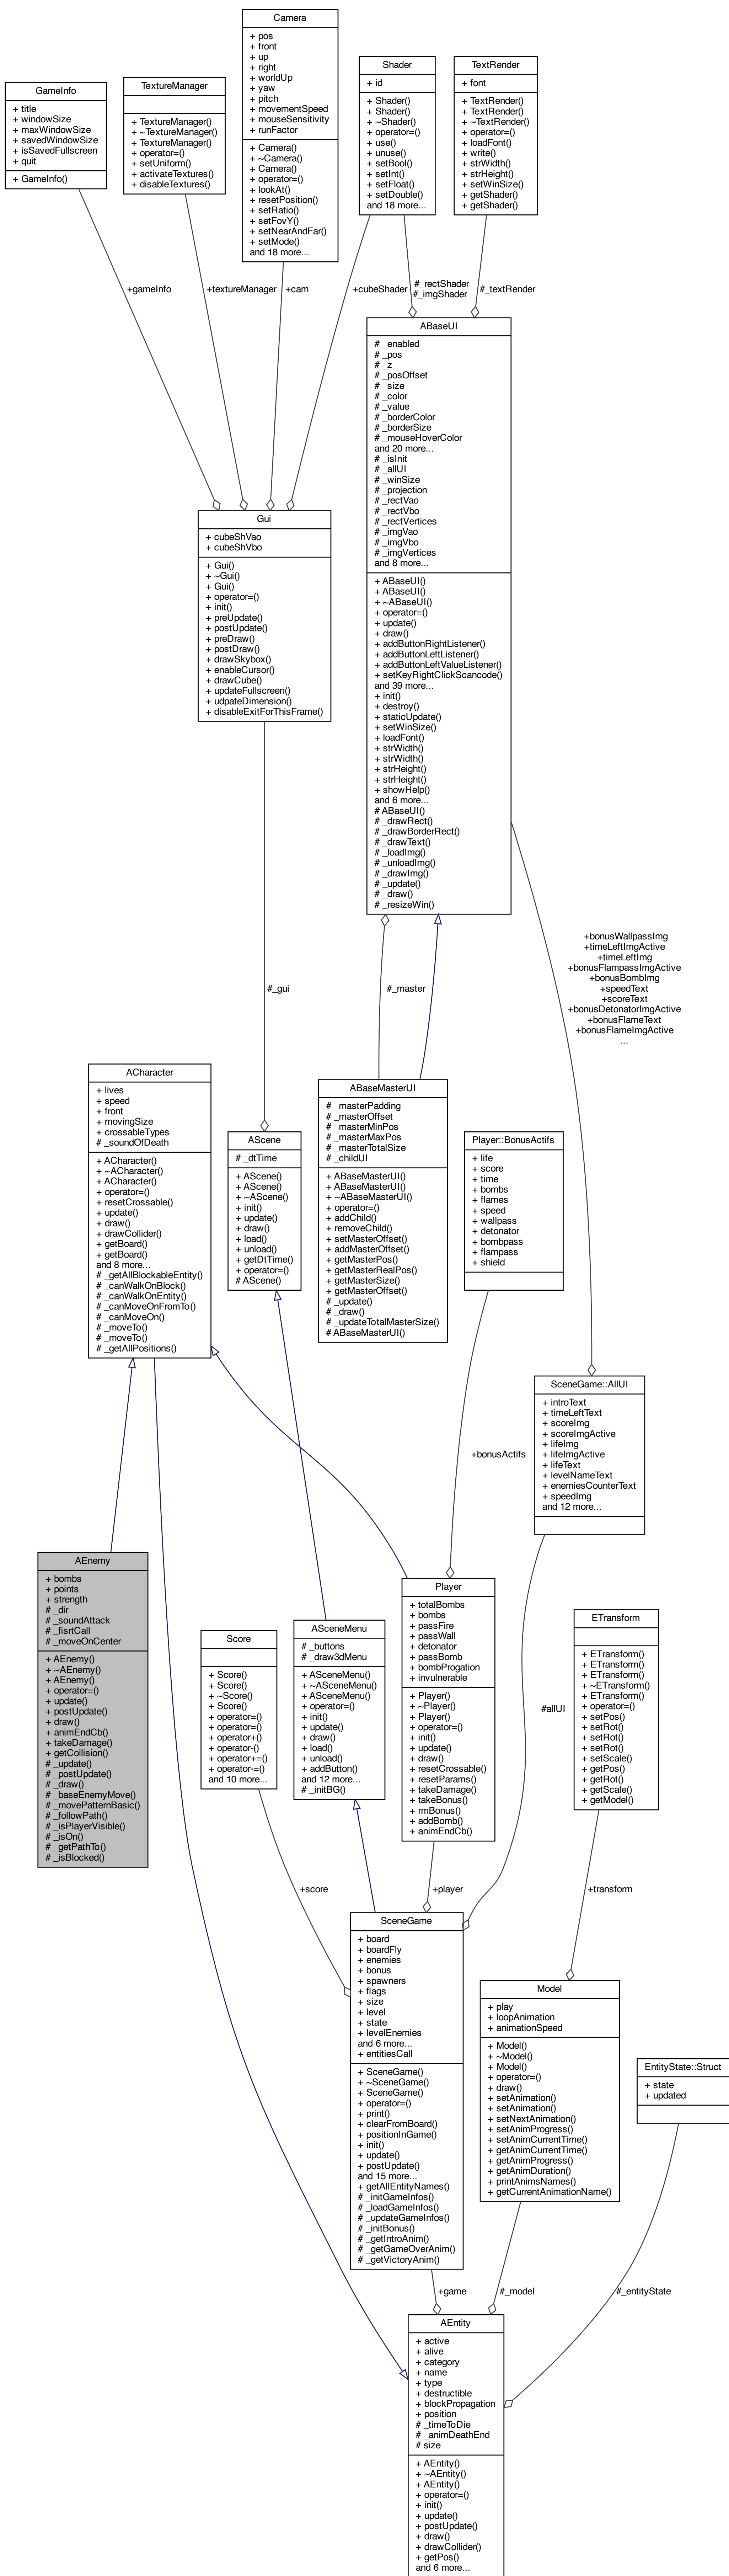 Camera
+ pos
+ front
+ up
+ right
+ worldUp
+ yaw
+ pitch
+ movementSpeed
+ mouseSensitivity
+ runFactor
+ Camera()
+ ~Camera()
+ Camera()
+ operator=()
+ lookAt()
+ resetPosition()
+ setRatio()
+ setFovY()
+ setNearAndFar()
+ setMode()
and 18 more...
Shader
+ id
+ Shader()
+ Shader()
+ ~Shader()
+ operator=()
+ use()
+ unuse()
+ setBool()
+ setInt()
+ setFloat()
+ setDouble()
and 18 more...
TextRender
+ font
+ TextRender()
+ TextRender()
+ ~TextRender()
+ operator=()
+ loadFont()
+ write()
+ strWidth()
+ strHeight()
+ setWinSize()
+ getShader()
+ getShader()
GameInfo
+ title
+ windowSize
+ maxWindowSize
+ savedWindowSize
+ isSavedFullscreen
+ quit
+ GameInfo()
TextureManager
+ TextureManager()
+ ~TextureManager()
+ TextureManager()
+ operator=()
+ setUniform()
+ activateTextures()
+ disableTextures()
+gameInfo
+textureManager
+cam
+cubeShader
#_rectShader
#_imgShader
#_textRender
ABaseUI
# _enabled
# _pos
# _z
# _posOffset
# _size
# _color
# _value
# _borderColor
# _borderSize
# _mouseHoverColor
and 20 more...
# _isInit
# _allUI
# _winSize
# _projection
# _rectVao
# _rectVbo
# _rectVertices
# _imgVao
# _imgVbo
# _imgVertices
and 8 more...
+ ABaseUI()
+ ABaseUI()
+ ~ABaseUI()
+ operator=()
+ update()
+ draw()
+ addButtonRightListener()
+ addButtonLeftListener()
+ addButtonLeftValueListener()
+ setKeyRightClickScancode()
and 39 more...
+ init()
+ destroy()
+ staticUpdate()
+ setWinSize()
+ loadFont()
+ strWidth()
+ strWidth()
+ strHeight()
+ strHeight()
+ showHelp()
and 6 more...
# ABaseUI()
# _drawRect()
# _drawBorderRect()
# _drawText()
# _loadImg()
# _unloadImg()
# _drawImg()
# _update()
# _draw()
# _resizeWin()
Gui
+ cubeShVao
+ cubeShVbo
+ Gui()
+ ~Gui()
+ Gui()
+ operator=()
+ init()
+ preUpdate()
+ postUpdate()
+ preDraw()
+ postDraw()
+ drawSkybox()
+ enableCursor()
+ drawCube()
+ updateFullscreen()
+ udpateDimension()
+ disableExitForThisFrame()
+bonusWallpassImg
+timeLeftImgActive
+timeLeftImg
+bonusFlampassImgActive
+bonusBombImg
+speedText
+scoreText
+bonusDetonatorImgActive
+bonusFlameText
+bonusFlameImgActive
...
#_gui
#_master
ACharacter
+ lives
+ speed
+ front
+ movingSize
+ crossableTypes
# _soundOfDeath
+ ACharacter()
+ ~ACharacter()
+ ACharacter()
+ operator=()
+ resetCrossable()
+ update()
+ draw()
+ drawCollider()
+ getBoard()
+ getBoard()
and 8 more...
# _getAllBlockableEntity()
# _canWalkOnBlock()
# _canWalkOnEntity()
# _canMoveOnFromTo()
# _canMoveOn()
# _moveTo()
# _moveTo()
# _getAllPositions()
AScene
# _dtTime
+ AScene()
+ AScene()
+ ~AScene()
+ init()
+ update()
+ draw()
+ load()
+ unload()
+ getDtTime()
+ operator=()
# AScene()
ABaseMasterUI
# _masterPadding
# _masterOffset
# _masterMinPos
# _masterMaxPos
# _masterTotalSize
# _childUI
+ ABaseMasterUI()
+ ABaseMasterUI()
+ ~ABaseMasterUI()
+ operator=()
+ addChild()
+ removeChild()
+ setMasterOffset()
+ addMasterOffset()
+ getMasterPos()
+ getMasterRealPos()
+ getMasterSize()
+ getMasterOffset()
# _update()
# _draw()
# _updateTotalMasterSize()
# ABaseMasterUI()
Player::BonusActifs
+ life
+ score
+ time
+ bombs
+ flames
+ speed
+ wallpass
+ detonator
+ bombpass
+ flampass
+ shield
+bonusActifs
SceneGame::AllUI
+ introText
+ timeLeftText
+ scoreImg
+ scoreImgActive
+ lifeImg
+ lifeImgActive
+ lifeText
+ levelNameText
+ enemiesCounterText
+ speedImg
and 12 more...
AEnemy
+ bombs
+ points
+ strength
# _dir
# _soundAttack
# _fisrtCall
# _moveOnCenter
+ AEnemy()
+ ~AEnemy()
+ AEnemy()
+ operator=()
+ update()
+ postUpdate()
+ draw()
+ animEndCb()
+ takeDamage()
+ getCollision()
# _update()
# _postUpdate()
# _draw()
# _baseEnemyMove()
# _movePatternBasic()
# _followPath()
# _isPlayerVisible()
# _isOn()
# _getPathTo()
# _isBlocked()
Score
+ Score()
+ Score()
+ ~Score()
+ Score()
+ operator=()
+ operator=()
+ operator+()
+ operator-()
+ operator+=()
+ operator-=()
and 10 more...
ASceneMenu
# _buttons
# _draw3dMenu
+ ASceneMenu()
+ ~ASceneMenu()
+ ASceneMenu()
+ operator=()
+ init()
+ update()
+ draw()
+ load()
+ unload()
+ addButton()
and 12 more...
# _initBG()
Player
+ totalBombs
+ bombs
+ passFire
+ passWall
+ detonator
+ passBomb
+ bombProgation
+ invulnerable
+ Player()
+ ~Player()
+ Player()
+ operator=()
+ init()
+ update()
+ draw()
+ resetCrossable()
+ resetParams()
+ takeDamage()
+ takeBonus()
+ rmBonus()
+ addBomb()
+ animEndCb()
#allUI
ETransform
+ ETransform()
+ ETransform()
+ ETransform()
+ ~ETransform()
+ ETransform()
+ operator=()
+ setPos()
+ setRot()
+ setRot()
+ setRot()
+ setScale()
+ getPos()
+ getRot()
+ getScale()
+ getModel()
+score
+player
+transform
SceneGame
+ board
+ boardFly
+ enemies
+ bonus
+ spawners
+ flags
+ size
+ level
+ state
+ levelEnemies
and 6 more...
+ entitiesCall
+ SceneGame()
+ ~SceneGame()
+ SceneGame()
+ operator=()
+ print()
+ clearFromBoard()
+ positionInGame()
+ init()
+ update()
+ postUpdate()
and 15 more...
+ getAllEntityNames()
# _initGameInfos()
# _loadGameInfos()
# _updateGameInfos()
# _initBonus()
# _getIntroAnim()
# _getGameOverAnim()
# _getVictoryAnim()
Model
+ play
+ loopAnimation
+ animationSpeed
+ Model()
+ ~Model()
+ Model()
+ operator=()
+ draw()
+ setAnimation()
+ setAnimation()
+ setNextAnimation()
+ setAnimProgress()
+ setAnimCurrentTime()
+ getAnimCurrentTime()
+ getAnimProgress()
+ getAnimDuration()
+ printAnimsNames()
+ getCurrentAnimationName()
EntityState::Struct
+ state
+ updated
+game
#_model
#_entityState
AEntity
+ active
+ alive
+ category
+ name
+ type
+ destructible
+ blockPropagation
+ position
# _timeToDie
# _animDeathEnd
# size
+ AEntity()
+ ~AEntity()
+ AEntity()
+ operator=()
+ init()
+ update()
+ postUpdate()
+ draw()
+ drawCollider()
+ getPos()
and 6 more...